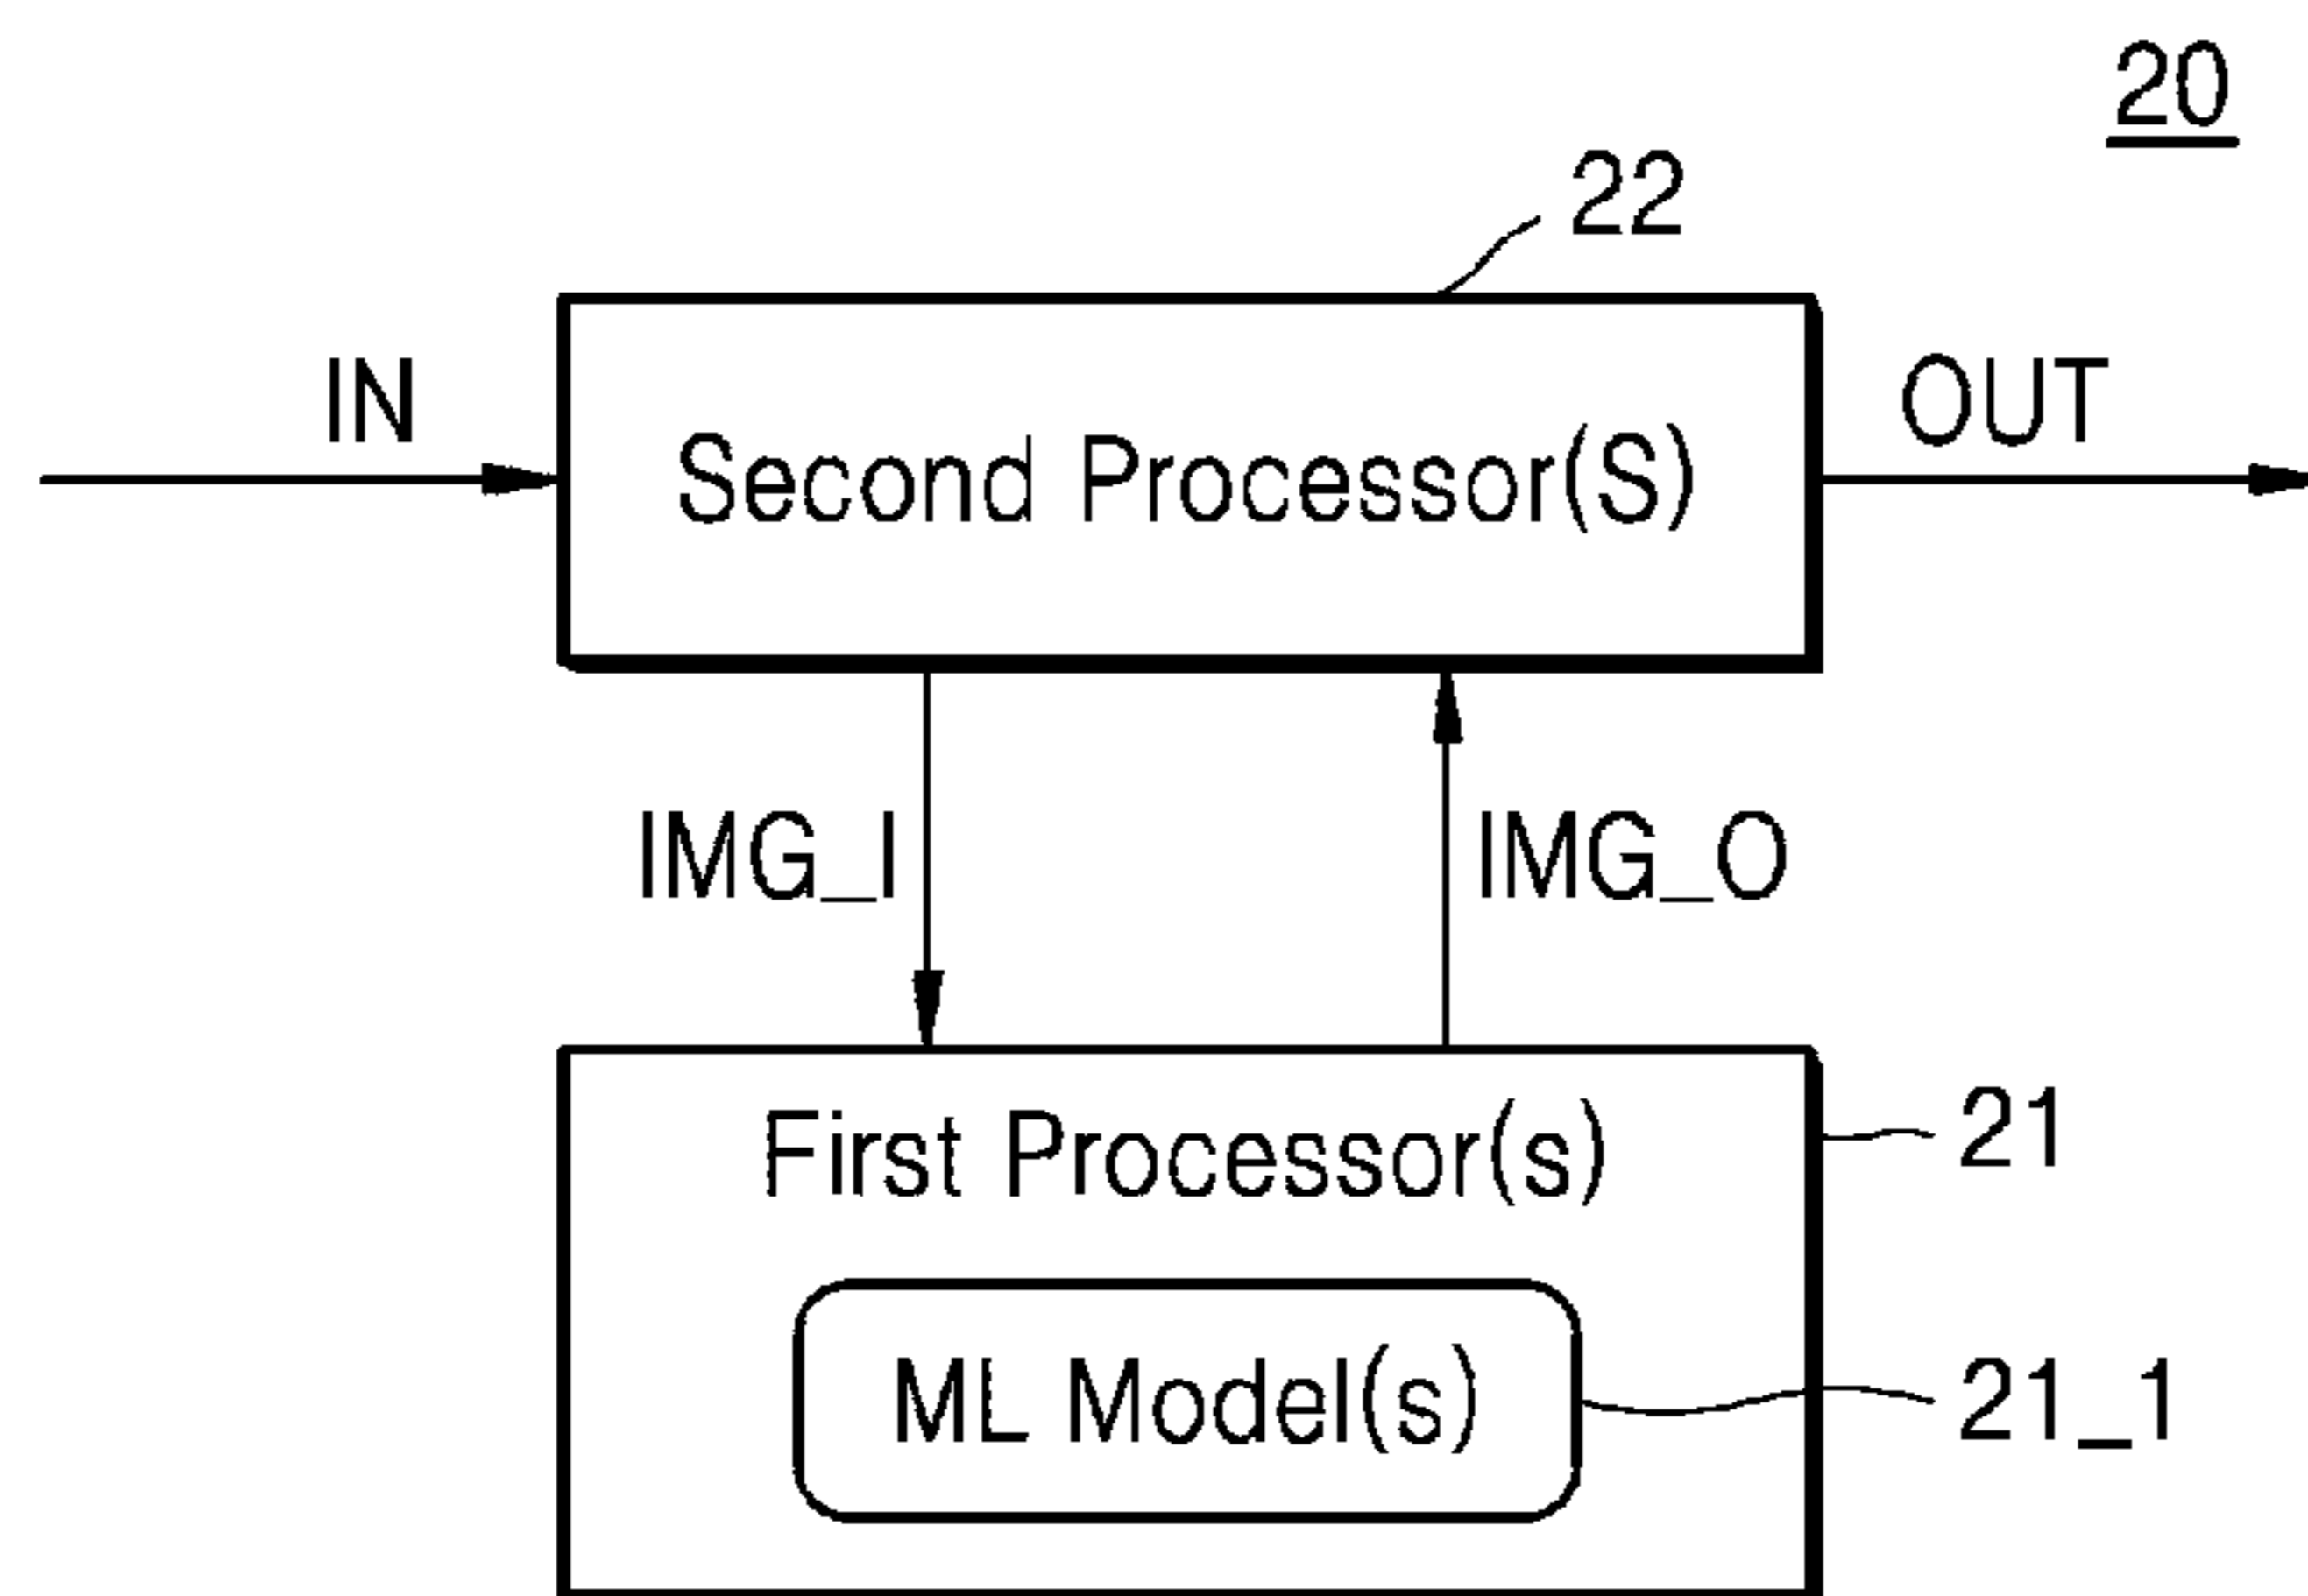 20
22
IN
OUT
Second Processor(S)
IMG_I
IMG_O
First Processor(s)
21
ML Model(s)
21_1